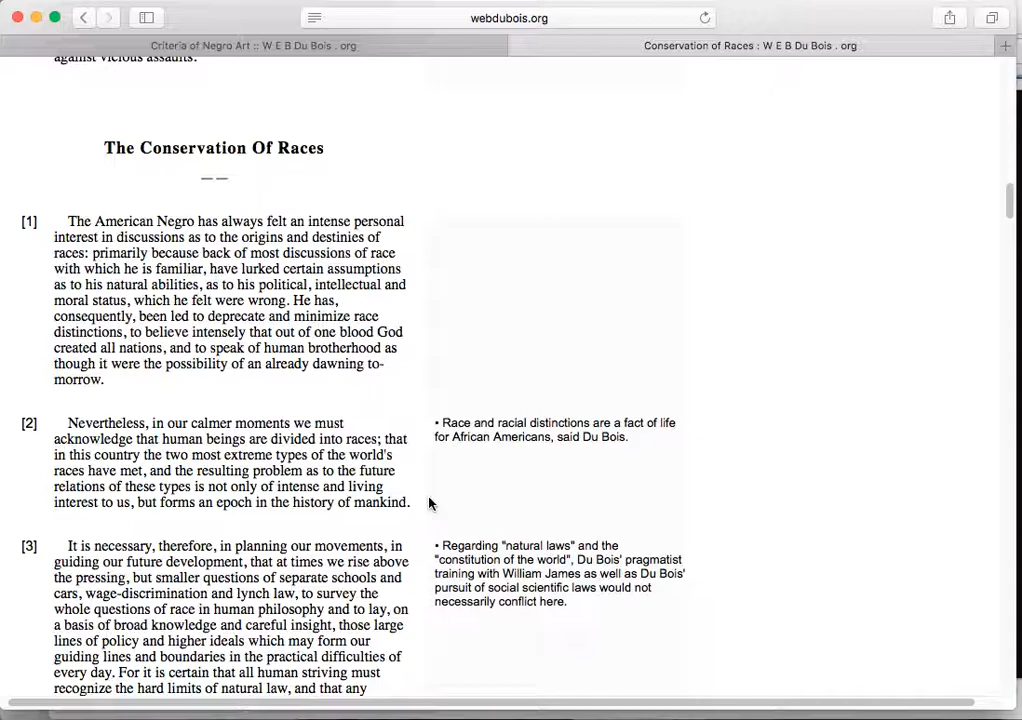 webdubois.org
Criteria of Negro Art :: W E B Du Bois . org
Conservation of Races : W E B Du Bois . org
against vicious assaults.
The Conservation Of Races
[1] The American Negro has always felt an intense personal
interest in discussions as to the origins and destinies of
races: primarily because back of most discussions of race
with which he is familiar, have lurked certain assumptions
as to his natural abilities, as to his political, intellectual and
moral status, which he felt were wrong. He has,
consequently, been led to deprecate and minimize race
distinctions, to believe intensely that out of one blood God
created all nations, and to speak of human brotherhood as
though it were the possibility of an already dawning to-
morrow.
[2] Nevertheless, in our calmer moments we must
acknowledge that human beings are divided into races; that
in this country the two most extreme types of the world's
races have met, and the resulting problem as to the future
relations of these types is not only of intense and living
interest to us, but forms an epoch in the history of mankind.
• Race and racial distinctions are a fact of life
for African Americans, said Du Bois.
[3] It is necessary, therefore, in planning our movements, in
guiding our future development, that at times we rise above
the pressing, but smaller questions of separate schools and
cars, wage-discrimination and lynch law, to survey the
whole questions of race in human philosophy and to lay, on
a basis of broad knowledge and careful insight, those large
lines of policy and higher ideals which may form our
guiding lines and boundaries in the practical difficulties of
every day. For it is certain that all human striving must
recognize the hard limits of natural law, and that any
• Regarding "natural laws" and the
"constitution of the world", Du Bois' pragmatist
training with William James as well as Du Bois'
pursuit of social scientific laws would not
necessarily conflict here.